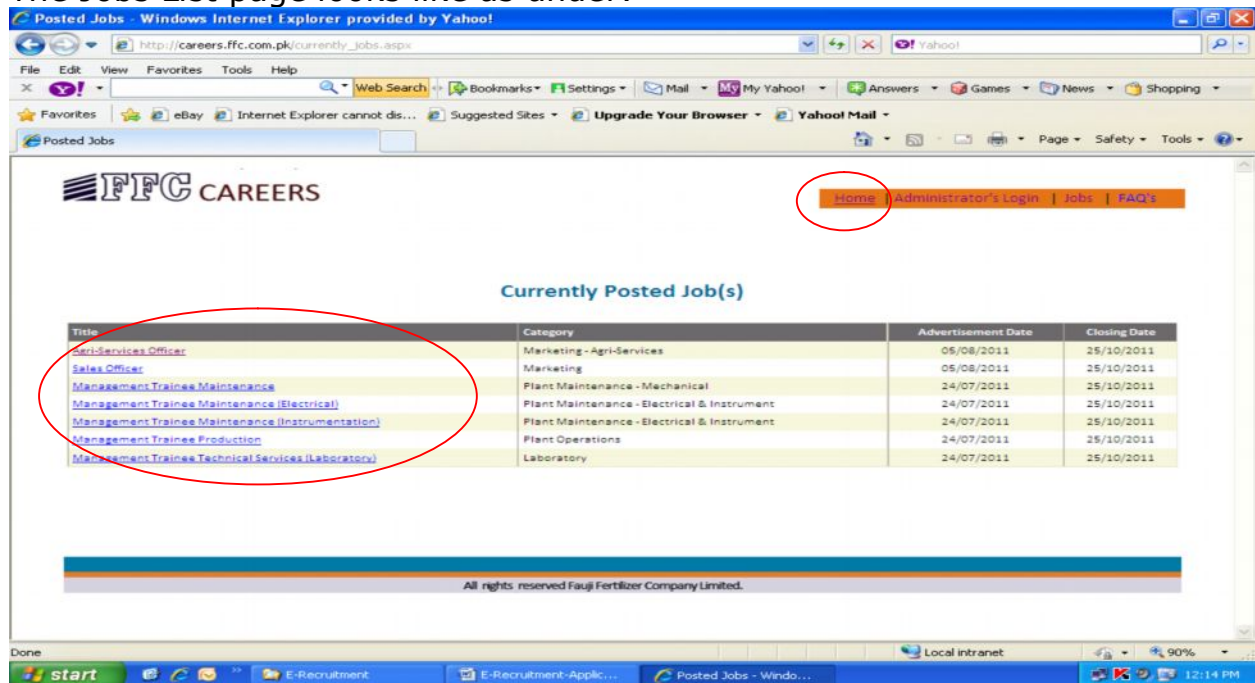 The Jobs List page looks like as under:
Posted Jobs - Windows Internet Explorer provided by Yahoo!
http://careers.ffc.com.pk/currently_jobs.aspx Yahoo!
File Edit View Favorites Tools Help
Y! Web Search Bookmarks Settings Mail My My Yahoo! Answers Games News Shopping
Favorites eBay Internet Explorer cannot dis... Suggested Sites Upgrade Your Browser Yahoo! Mail
Posted Jobs Page Safety Tools
FFC CAREERS
Home | Administrator's Login | Jobs | FAQ's
Currently Posted Job(s)
Title Category Advertisement Date Closing Date
Agri-Services Officer Marketing - Agri-Services 05/08/2011 25/10/2011
Sales Officer Marketing 05/08/2011 25/10/2011
Management Trainee Maintenance Plant Maintenance - Mechanical 24/07/2011 25/10/2011
Management Trainee Maintenance (Electrical) Plant Maintenance - Electrical & Instrument 24/07/2011 25/10/2011
Management Trainee Maintenance (Instrumentation) Plant Maintenance - Electrical & Instrument 24/07/2011 25/10/2011
Management Trainee Production Plant Operations 24/07/2011 25/10/2011
Management Trainee Technical Services (Laboratory) Laboratory 24/07/2011 25/10/2011
All rights reserved Fauji Fertilizer Company Limited.
Done Local intranet 90%
start E-Recruitment E-Recruitment-Applic... Posted Jobs - Windo... 12:14 PM